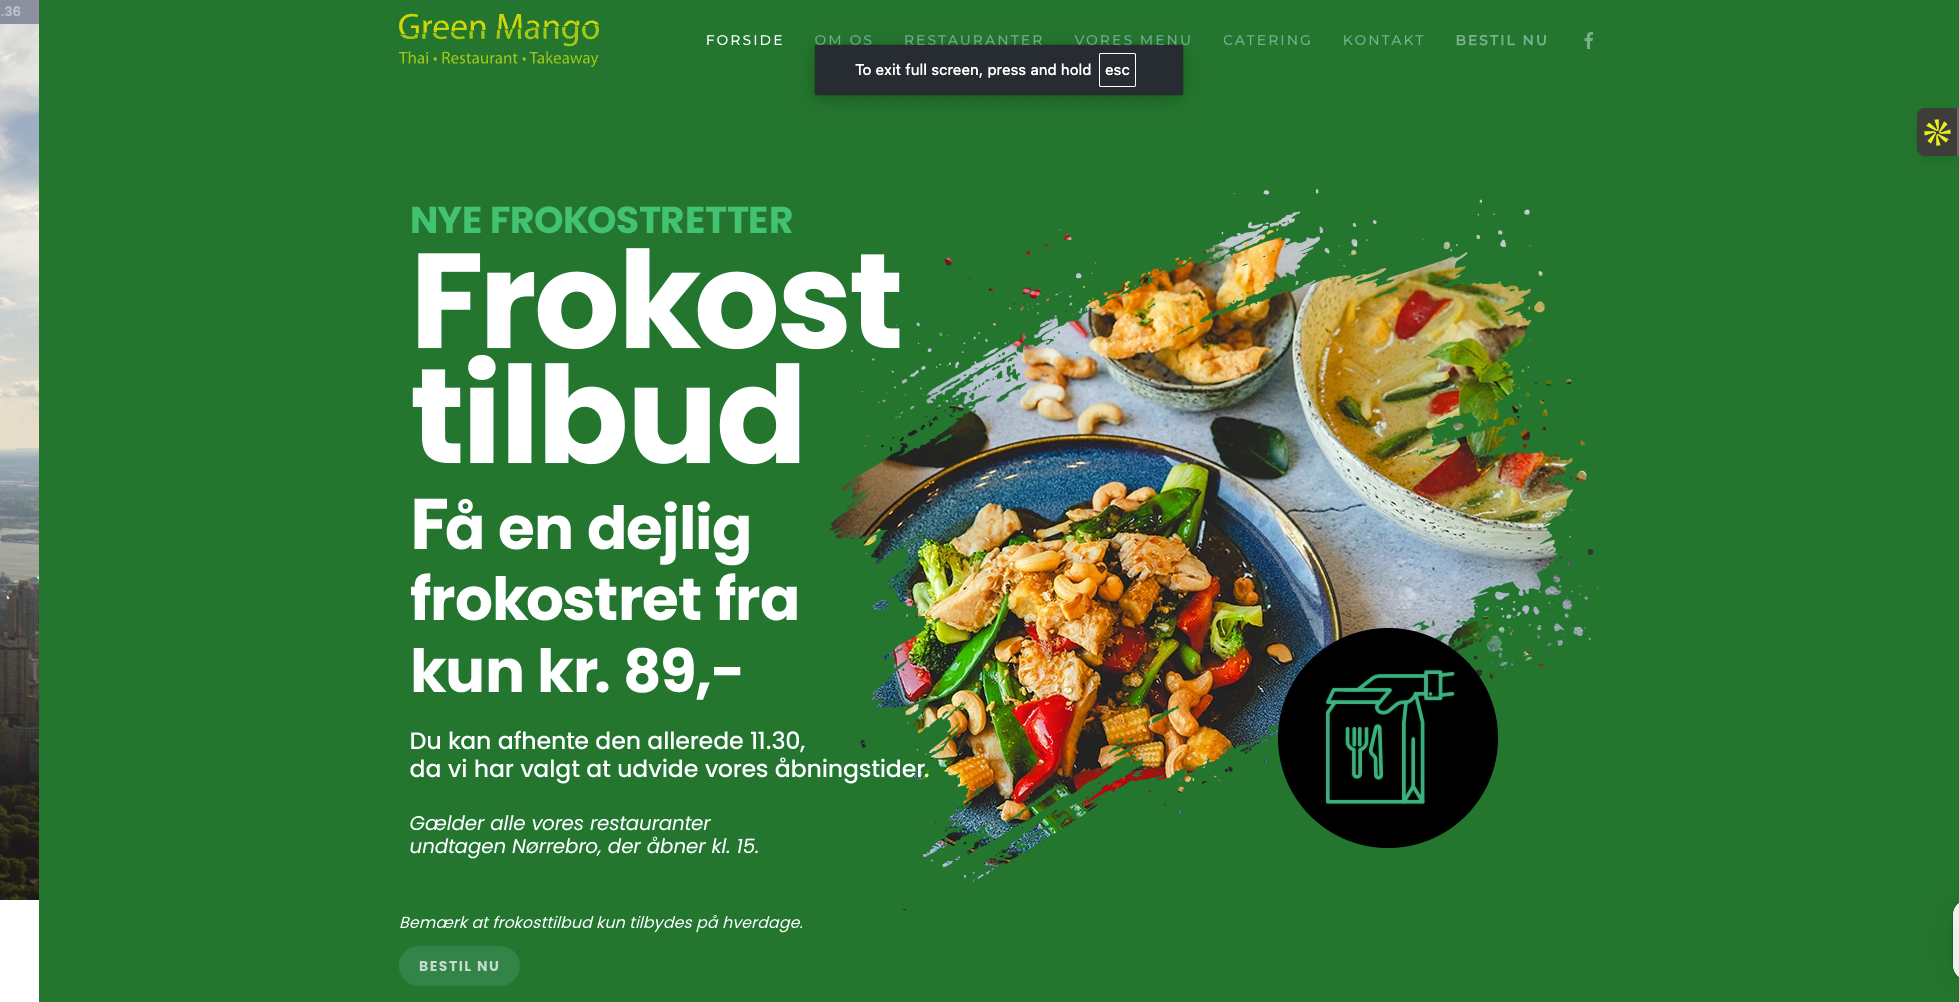 .36
Green Mango
Thai • Restaurant • Takeaway
FORSIDE
OM OS
RESTAURANTER
VORES MENU
CATERING
KONTAKT
BESTIL NU
To exit full screen, press and hold esc
NYE FROKOSTRETTER
Frokost
tilbud
Få en dejlig
frokostret fra
kun kr. 89,-
Du kan afhente den allerede 11.30,
da vi har valgt at udvide vores åbningstider.
Gælder alle vores restauranter
undtagen Nørrebro, der åbner kl. 15.
Bemærk at frokosttilbud kun tilbydes på hverdage.
BESTIL NU